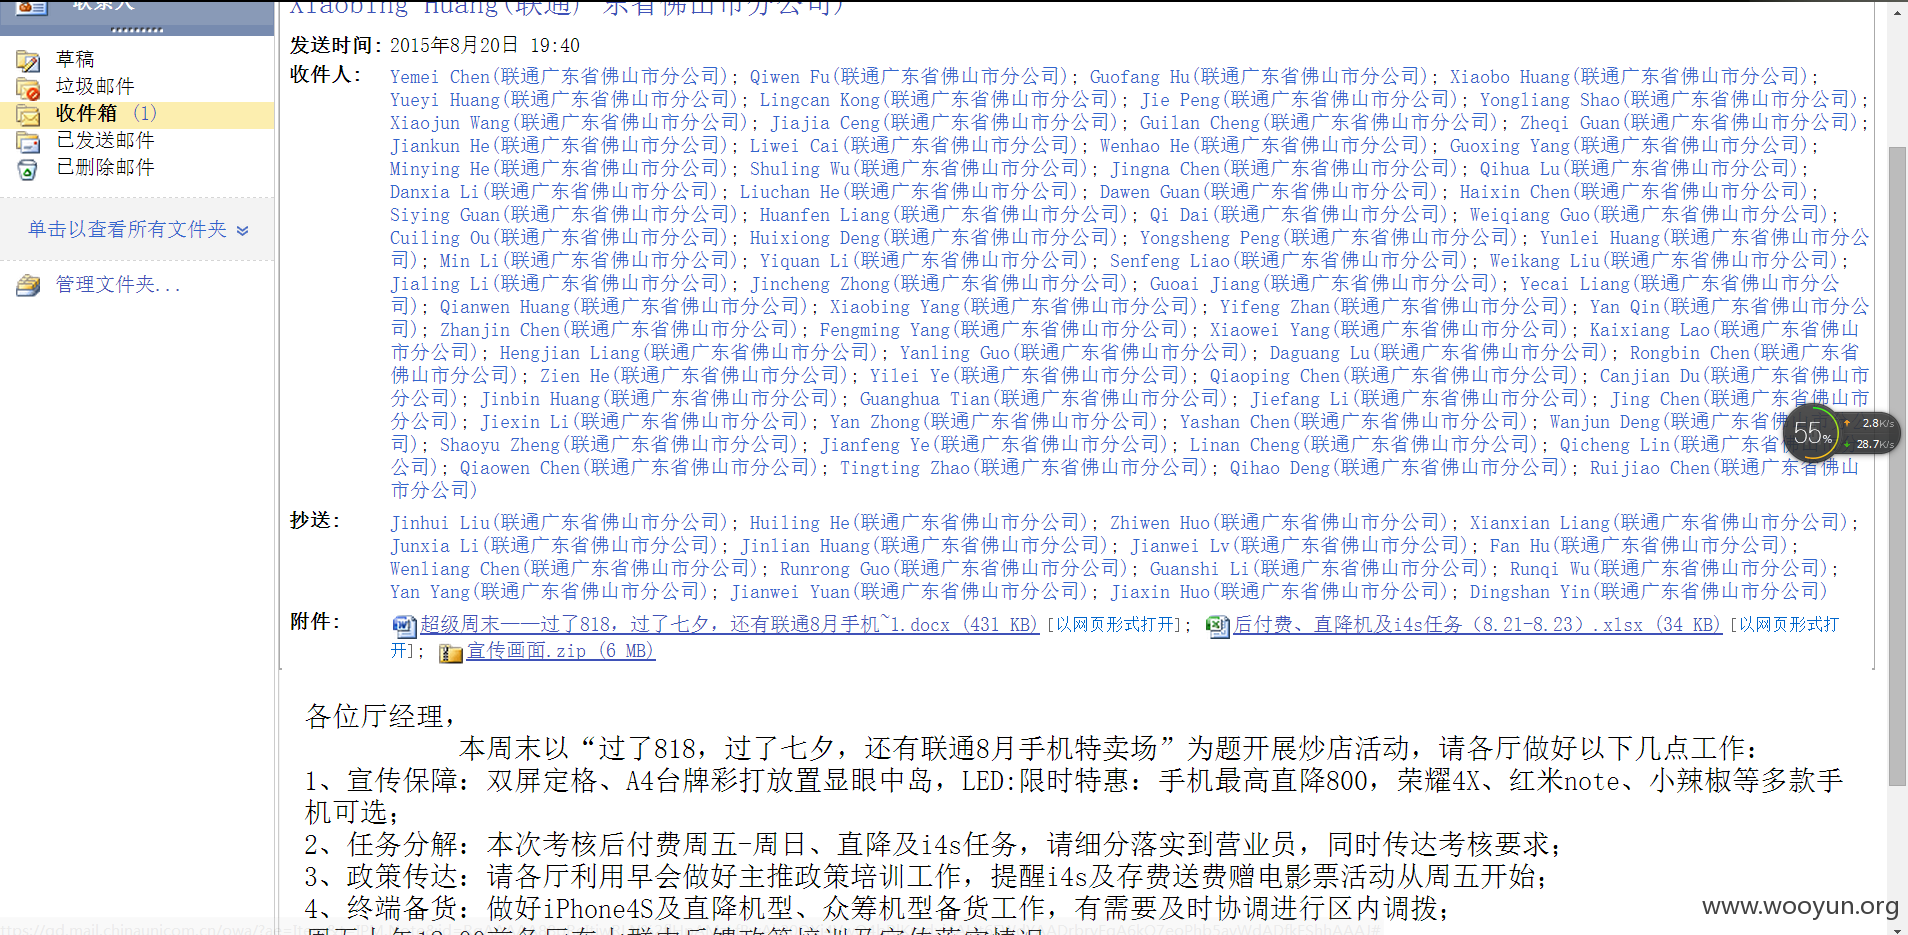 联系人
Xiaobing Huang(联通广东省佛山市分公司)
草稿
垃圾邮件
收件箱 (1)
已发送邮件
已删除邮件
单击以查看所有文件夹
管理文件夹...
发送时间: 2015年8月20日 19:40
收件人: Yemei Chen(联通广东省佛山市分公司); Qiwen Fu(联通广东省佛山市分公司); Guofang Hu(联通广东省佛山市分公司); Xiaobo Huang(联通广东省佛山市分公司);
Yueyi Huang(联通广东省佛山市分公司); Lingcan Kong(联通广东省佛山市分公司); Jie Peng(联通广东省佛山市分公司); Yongliang Shao(联通广东省佛山市分公司);
Xiaojun Wang(联通广东省佛山市分公司); Jiajia Ceng(联通广东省佛山市分公司); Guilan Cheng(联通广东省佛山市分公司); Zheqi Guan(联通广东省佛山市分公司);
Jiankun He(联通广东省佛山市分公司); Liwei Cai(联通广东省佛山市分公司); Wenhao He(联通广东省佛山市分公司); Guoxing Yang(联通广东省佛山市分公司);
Minying He(联通广东省佛山市分公司); Shuling Wu(联通广东省佛山市分公司); Jingna Chen(联通广东省佛山市分公司); Qihua Lu(联通广东省佛山市分公司);
Danxia Li(联通广东省佛山市分公司); Liuchan He(联通广东省佛山市分公司); Dawen Guan(联通广东省佛山市分公司); Haixin Chen(联通广东省佛山市分公司);
Siying Guan(联通广东省佛山市分公司); Huanfen Liang(联通广东省佛山市分公司); Qi Dai(联通广东省佛山市分公司); Weiqiang Guo(联通广东省佛山市分公司);
Cuiling Ou(联通广东省佛山市分公司); Huixiong Deng(联通广东省佛山市分公司); Yongsheng Peng(联通广东省佛山市分公司); Yunlei Huang(联通广东省佛山市分公
司); Min Li(联通广东省佛山市分公司); Yiquan Li(联通广东省佛山市分公司); Senfeng Liao(联通广东省佛山市分公司); Weikang Liu(联通广东省佛山市分公司);
Jialing Li(联通广东省佛山市分公司); Jincheng Zhong(联通广东省佛山市分公司); Guoai Jiang(联通广东省佛山市分公司); Yecai Liang(联通广东省佛山市分公
司); Qianwen Huang(联通广东省佛山市分公司); Xiaobing Yang(联通广东省佛山市分公司); Yifeng Zhan(联通广东省佛山市分公司); Yan Qin(联通广东省佛山市分公
司); Zhanjin Chen(联通广东省佛山市分公司); Fengming Yang(联通广东省佛山市分公司); Xiaowei Yang(联通广东省佛山市分公司); Kaixiang Lao(联通广东省佛山
市分公司); Hengjian Liang(联通广东省佛山市分公司); Yanling Guo(联通广东省佛山市分公司); Daguang Lu(联通广东省佛山市分公司); Rongbin Chen(联通广东省
佛山市分公司); Zien He(联通广东省佛山市分公司); Yilei Ye(联通广东省佛山市分公司); Qiaoping Chen(联通广东省佛山市分公司); Canjian Du(联通广东省佛山市
分公司); Jinbin Huang(联通广东省佛山市分公司); Guanghua Tian(联通广东省佛山市分公司); Jiefang Li(联通广东省佛山市分公司); Jing Chen(联通广东省佛山市
分公司); Jiexin Li(联通广东省佛山市分公司); Yan Zhong(联通广东省佛山市分公司); Yashan Chen(联通广东省佛山市分公司); Wanjun Deng(联通广东省佛山市分公
司); Shaoyu Zheng(联通广东省佛山市分公司); Jianfeng Ye(联通广东省佛山市分公司); Linan Cheng(联通广东省佛山市分公司); Qicheng Lin(联通广东省佛山市分
公司); Qiaowen Chen(联通广东省佛山市分公司); Tingting Zhao(联通广东省佛山市分公司); Qihao Deng(联通广东省佛山市分公司); Ruijiao Chen(联通广东省佛山
市分公司)
抄送: Jinhui Liu(联通广东省佛山市分公司); Huiling He(联通广东省佛山市分公司); Zhiwen Huo(联通广东省佛山市分公司); Xianxian Liang(联通广东省佛山市分公司);
Junxia Li(联通广东省佛山市分公司); Jinlian Huang(联通广东省佛山市分公司); Jianwei Lv(联通广东省佛山市分公司); Fan Hu(联通广东省佛山市分公司);
Wenliang Chen(联通广东省佛山市分公司); Runrong Guo(联通广东省佛山市分公司); Guanshi Li(联通广东省佛山市分公司); Runqi Wu(联通广东省佛山市分公司);
Yan Yang(联通广东省佛山市分公司); Jianwei Yuan(联通广东省佛山市分公司); Jiaxin Huo(联通广东省佛山市分公司); Dingshan Yin(联通广东省佛山市分公司)
附件: 超级周末——过了818，过了七夕，还有联通8月手机~1.docx (431 KB) [以网页形式打开]; 后付费、直降机及i4s任务（8.21-8.23）.xlsx (34 KB) [以网页形式打
开]; 宣传画面.zip (6 MB)
55% 2.8K/s
28.7K/s
各位厅经理，
本周末以“过了818，过了七夕，还有联通8月手机特卖场”为题开展炒店活动，请各厅做好以下几点工作：
1、宣传保障：双屏定格、A4台牌彩打放置显眼中岛，LED:限时特惠：手机最高直降800，荣耀4X、红米note、小辣椒等多款手
机可选；
2、任务分解：本次考核后付费周五-周日、直降及i4s任务，请细分落实到营业员，同时传达考核要求；
3、政策传达：请各厅利用早会做好主推政策培训工作，提醒i4s及存费送费赠电影票活动从周五开始；
4、终端备货：做好iPhone4S及直降机型、众筹机型备货工作，有需要及时协调进行区内调拨；
www.wooyun.org